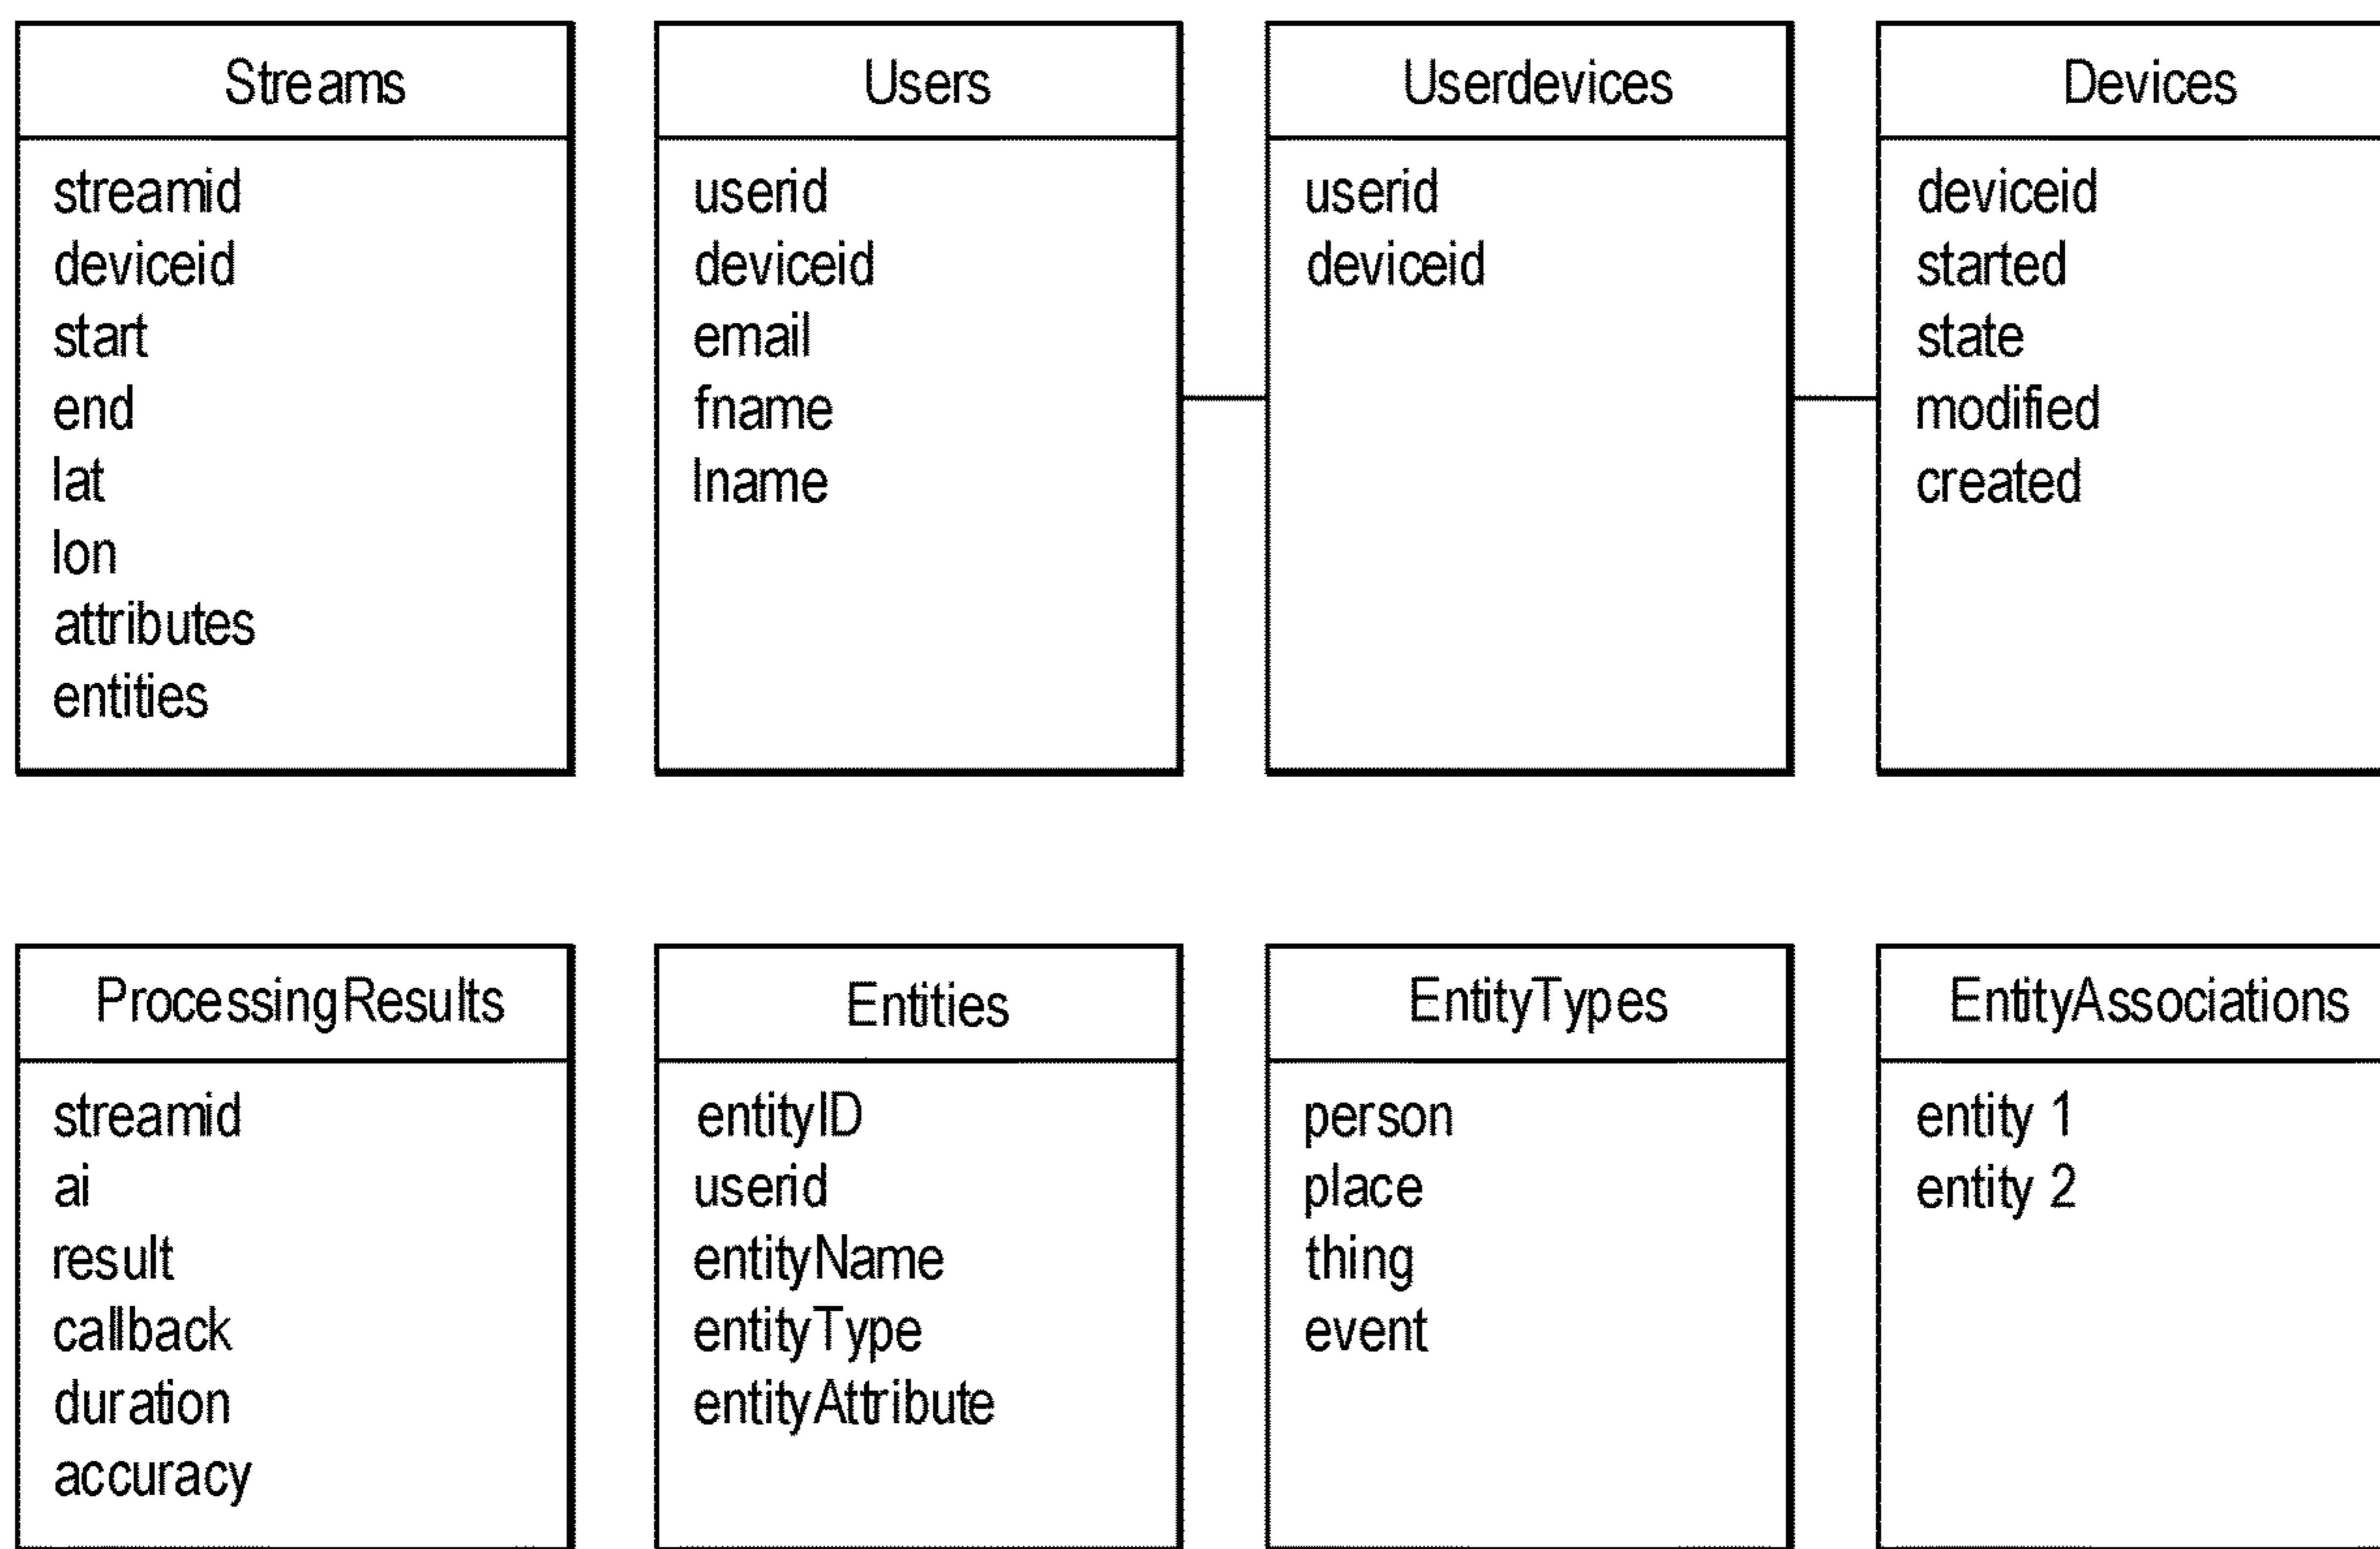 Streams
streamid
deviceid
start
end
lat
lon
attributes
entities
Users
userid
deviceid
email
fname
lname
Userdevices
userid
deviceid
Devices
deviceid
started
state
modified
created
ProcessingResults
streamid
ai
result
callback
duration
accuracy
Entities
entityID
userid
entityName
entityType
entityAttribute
EntityTypes
person
place
thing
event
EntityAssociations
entity 1
entity 2